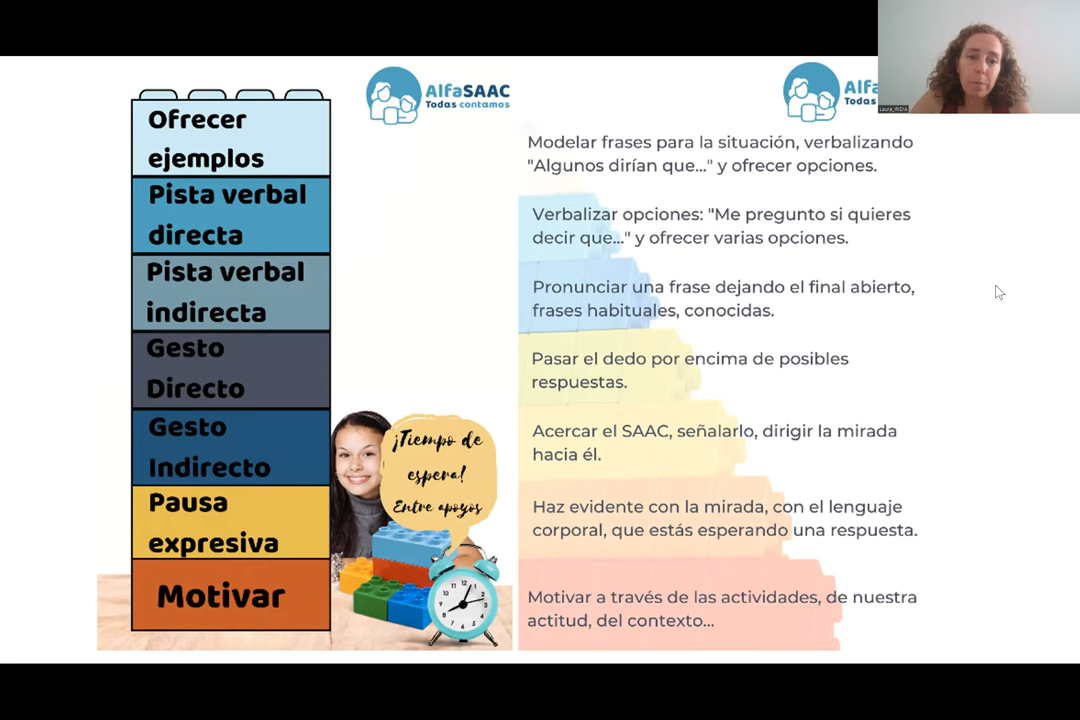 Ofrecer
ejemplos
Pista verbal
directa
Pista verbal
indirecta
Gesto
Directo
Gesto
Indirecto
Pausa
expresiva
Motivar
AlfaSAAC
Todas contamos
¡Tiempo de
espera!
Entre apoyos
Alfa
Todas
Laura_IRIDIA
Modelar frases para la situación, verbalizando
"Algunos dirían que..." y ofrecer opciones.
Verbalizar opciones: "Me pregunto si quieres
decir que..." y ofrecer varias opciones.
Pronunciar una frase dejando el final abierto,
frases habituales, conocidas.
Pasar el dedo por encima de posibles
respuestas.
Acercar el SAAC, señalarlo, dirigir la mirada
hacia él.
Haz evidente con la mirada, con el lenguaje
corporal, que estás esperando una respuesta.
Motivar a través de las actividades, de nuestra
actitud, del contexto...